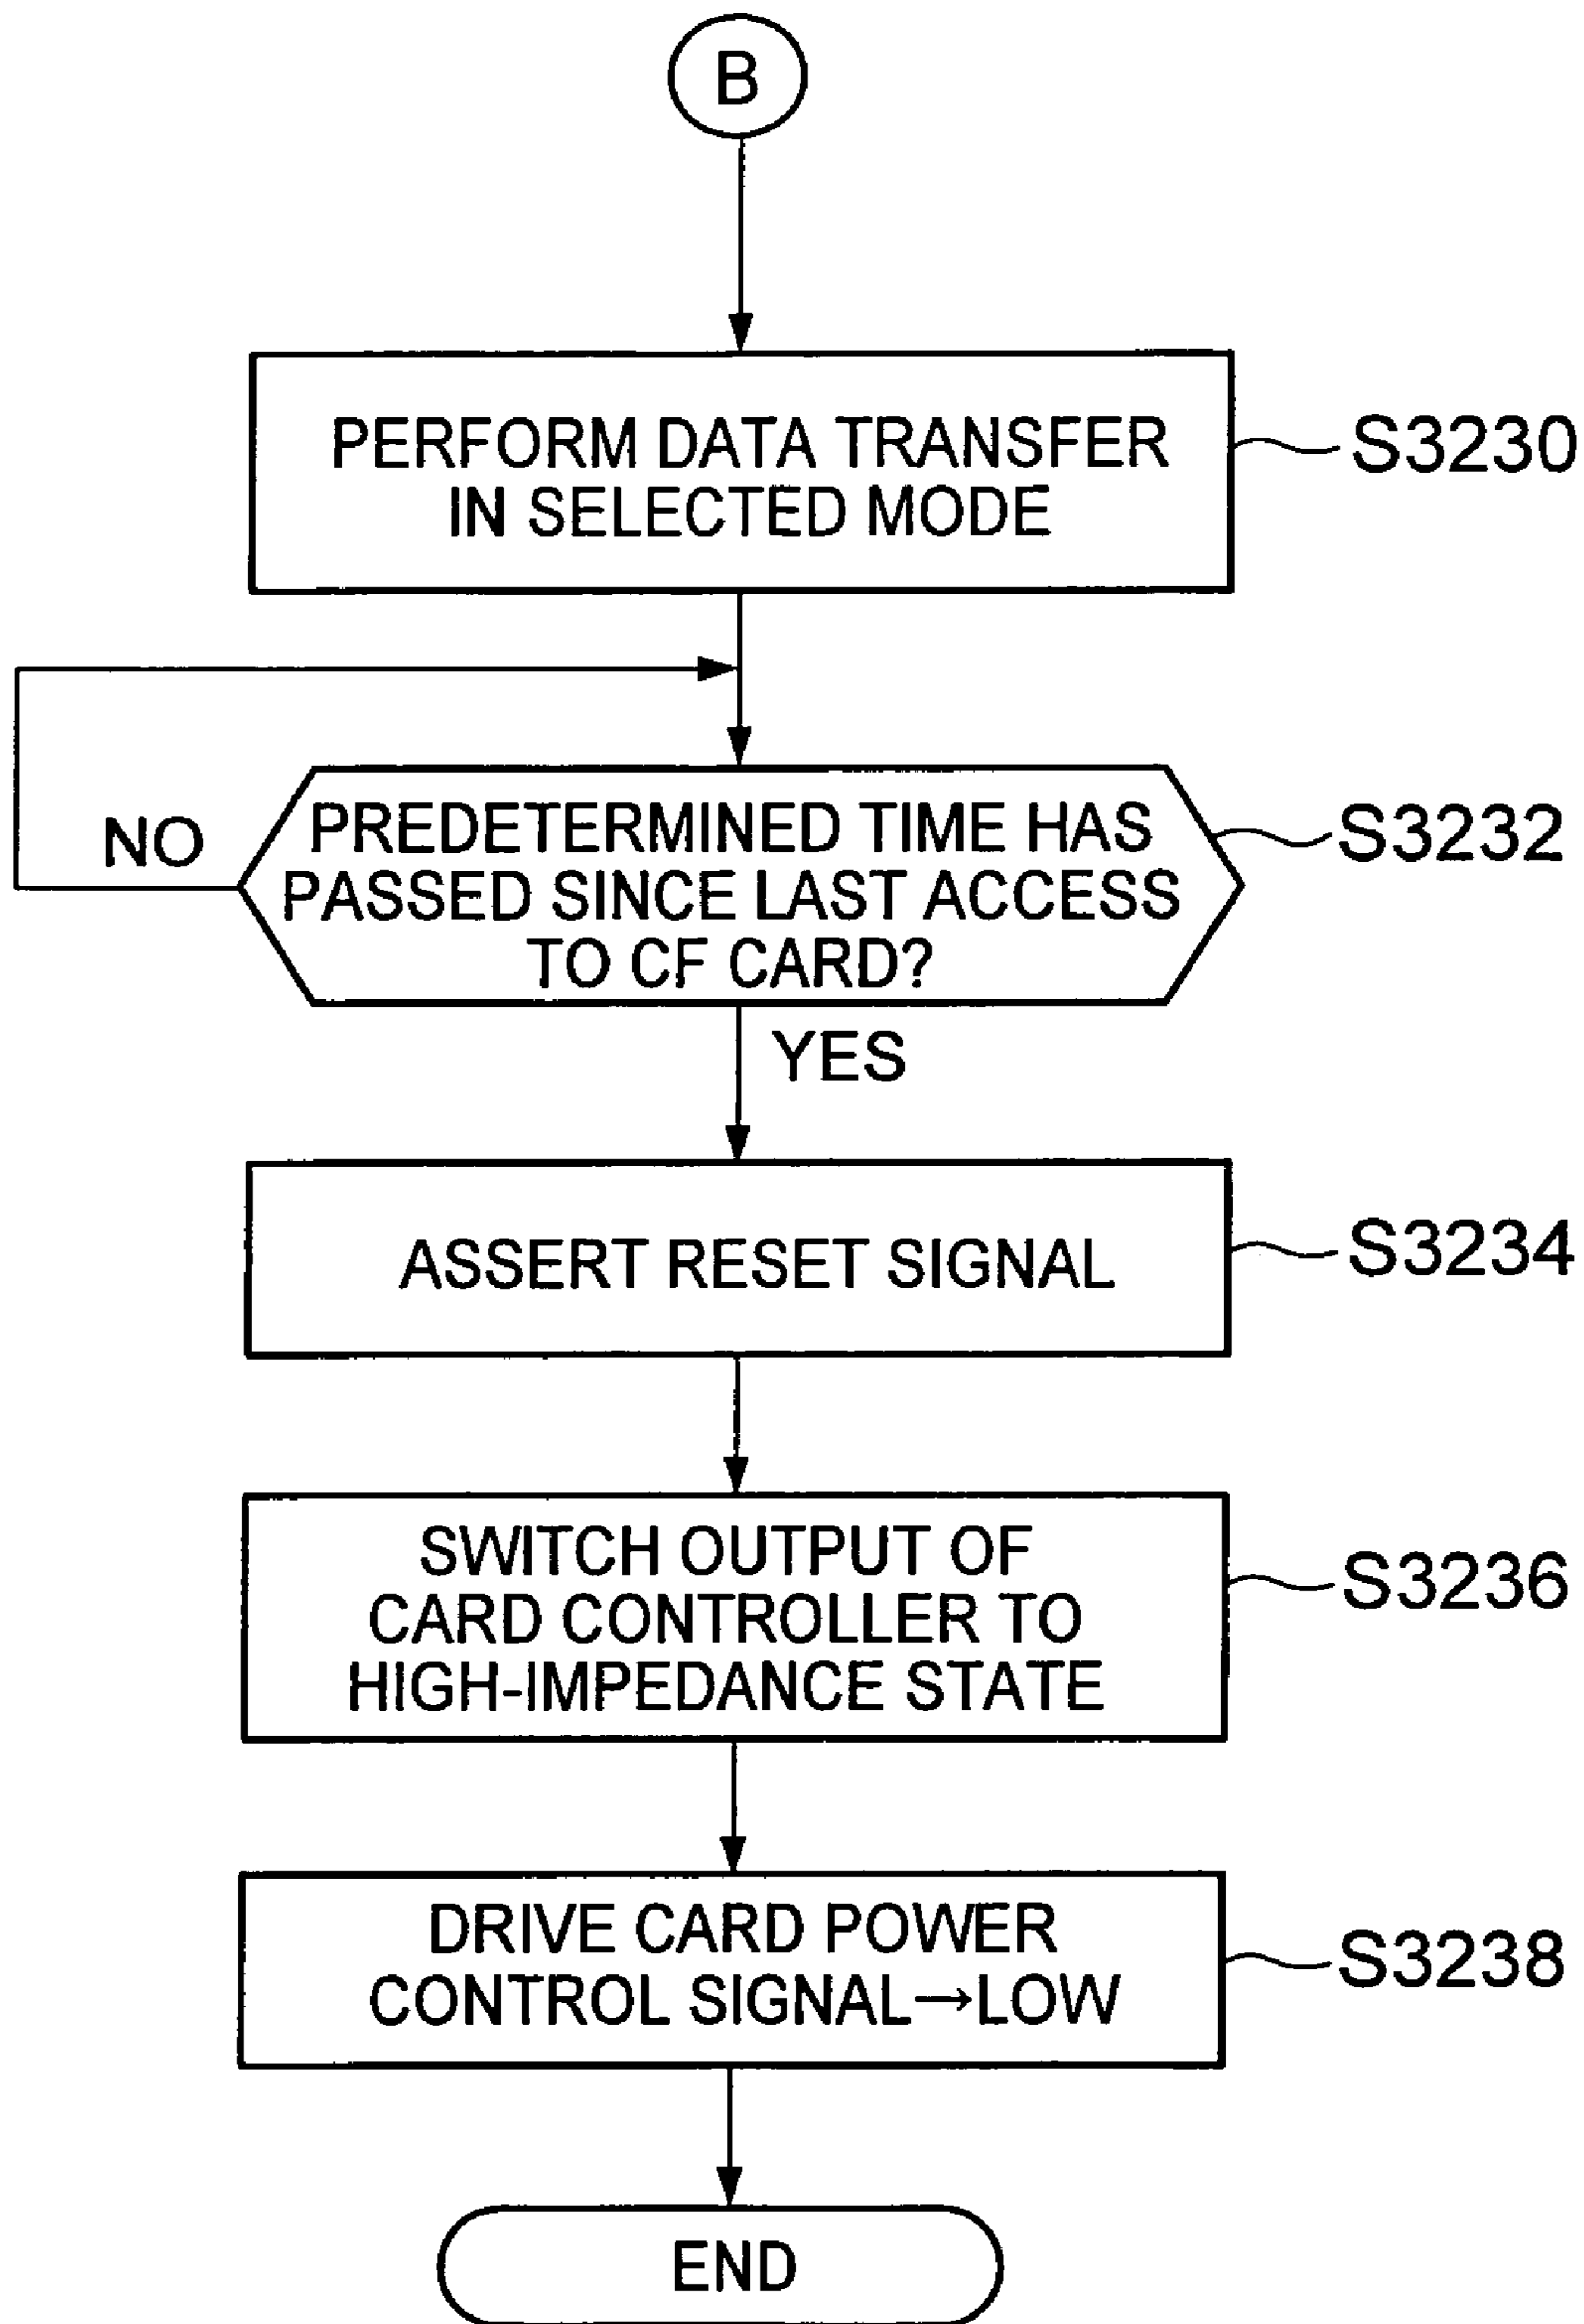 B
PERFORM DATA TRANSFER
IN SELECTED MODE
S3230
NO
PREDETERMINED TIME HAS
PASSED SINCE LAST ACCESS
TO CF CARD?
S3232
YES
ASSERT RESET SIGNAL
S3234
SWITCH OUTPUT OF
CARD CONTROLLER TO
HIGH-IMPEDANCE STATE
S3236
DRIVE CARD POWER
CONTROL SIGNAL→LOW
S3238
END